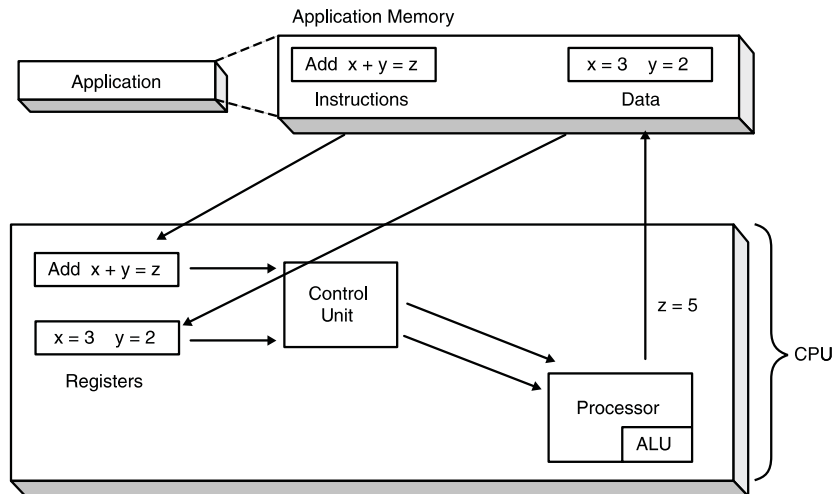 Application Memory
Application
Add x + y = z
x = 3 y = 2
Instructions
Data
Add x + y = z
Control
Unit
z = 5
x = 3 y = 2
CPU
Registers
Processor
ALU